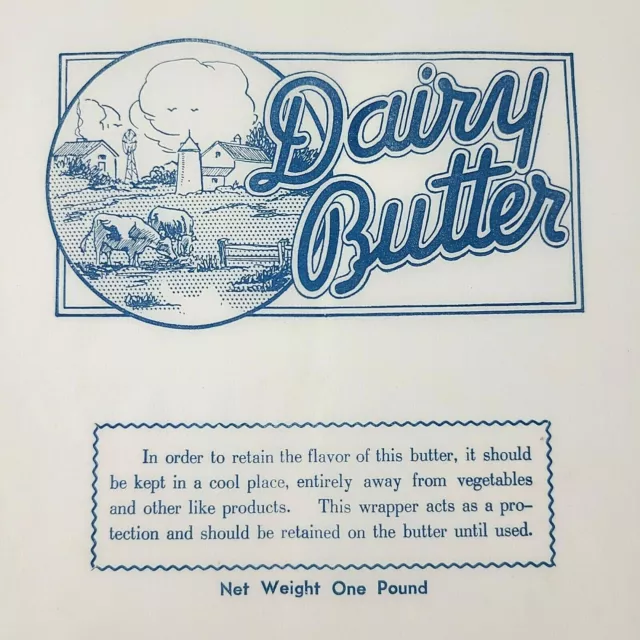 Dairy
Butter
In order to retain the flavor of this butter, it should
be kept in a cool place, entirely away from vegetables
and other like products. This wrapper acts as a pro-
tection and should be retained on the butter until used.
Net Weight One Pound